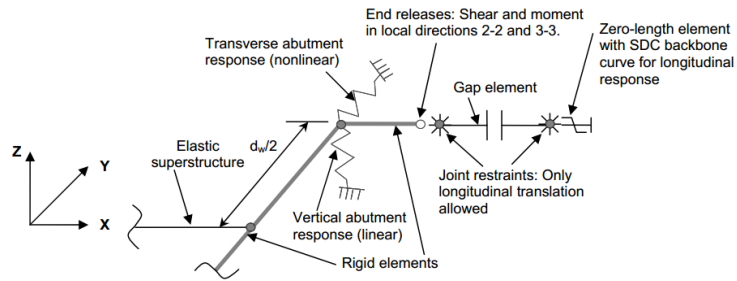 End releases: Shear and moment
in local directions 2-2 and 3-3.
Zero-length element
with SDC backbone
curve for longitudinal
response
Transverse abutment
response (nonlinear)
Gap element
Elastic
superstructure
dw/2
Z
Y
X
Joint restraints: Only
longitudinal translation
allowed
Vertical abutment
response (linear)
Rigid elements